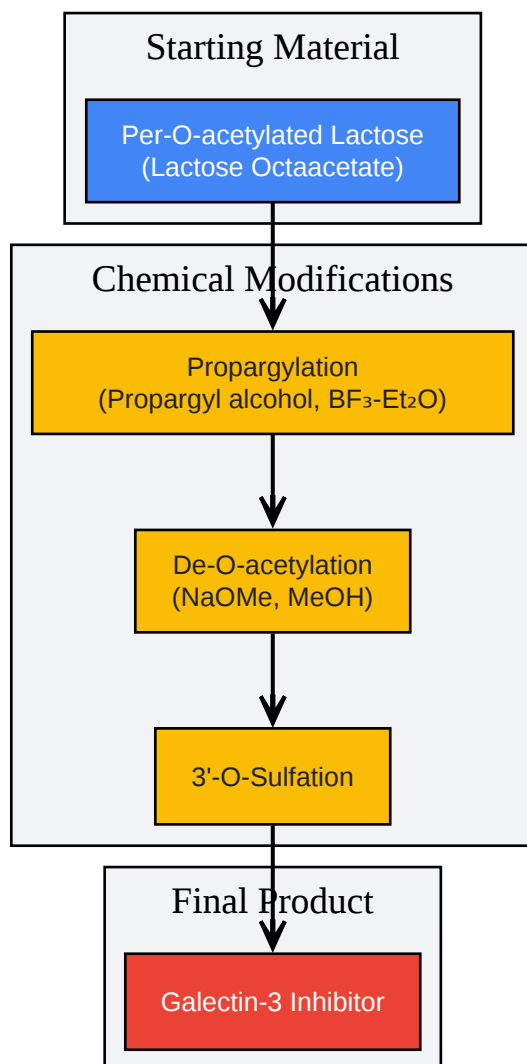 Starting Material
Per-O-acetylated Lactose
(Lactose Octaacetate)
Chemical Modifications
Propargylation
(Propargyl alcohol, BF₃-Et₂O)
De-O-acetylation
(NaOMe, MeOH)
3'-O-Sulfation
Final Product
Galectin-3 Inhibitor